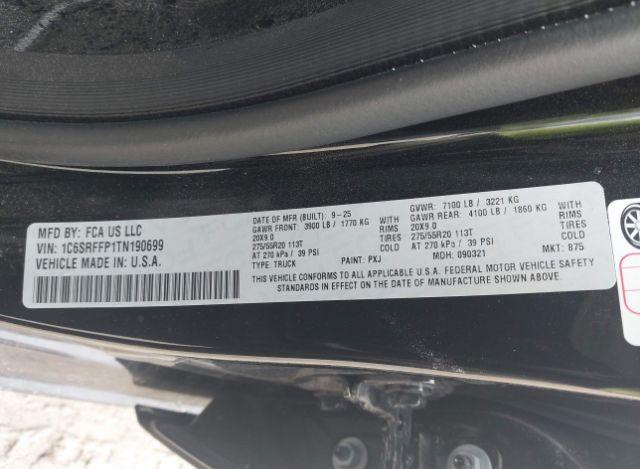 MFD BY: FCA US LLC
VIN: 1C6SRFFP1TN190699
VEHICLE MADE IN: U.S.A.
DATE OF MFR (BUILT): 9-25
GAWR FRONT: 3900 LB / 1770 KG
20X9.0 RIMS
275/55R20 113T TIRES
AT 270 kPa / 39 PSI COLD
TYPE: TRUCK PAINT: PXJ
GVWR: 7100 LB / 3221 KG
GAWR REAR: 4100 LB / 1860 KG
20X9.0 RIMS
275/55R20 113T TIRES
AT 270 kPa / 39 PSI COLD
MDH: 090321 MKT: 875
THIS VEHICLE CONFORMS TO ALL APPLICABLE U.S.A. FEDERAL MOTOR VEHICLE SAFETY
STANDARDS IN EFFECT ON THE DATE OF MANUFACTURE SHOWN ABOVE.